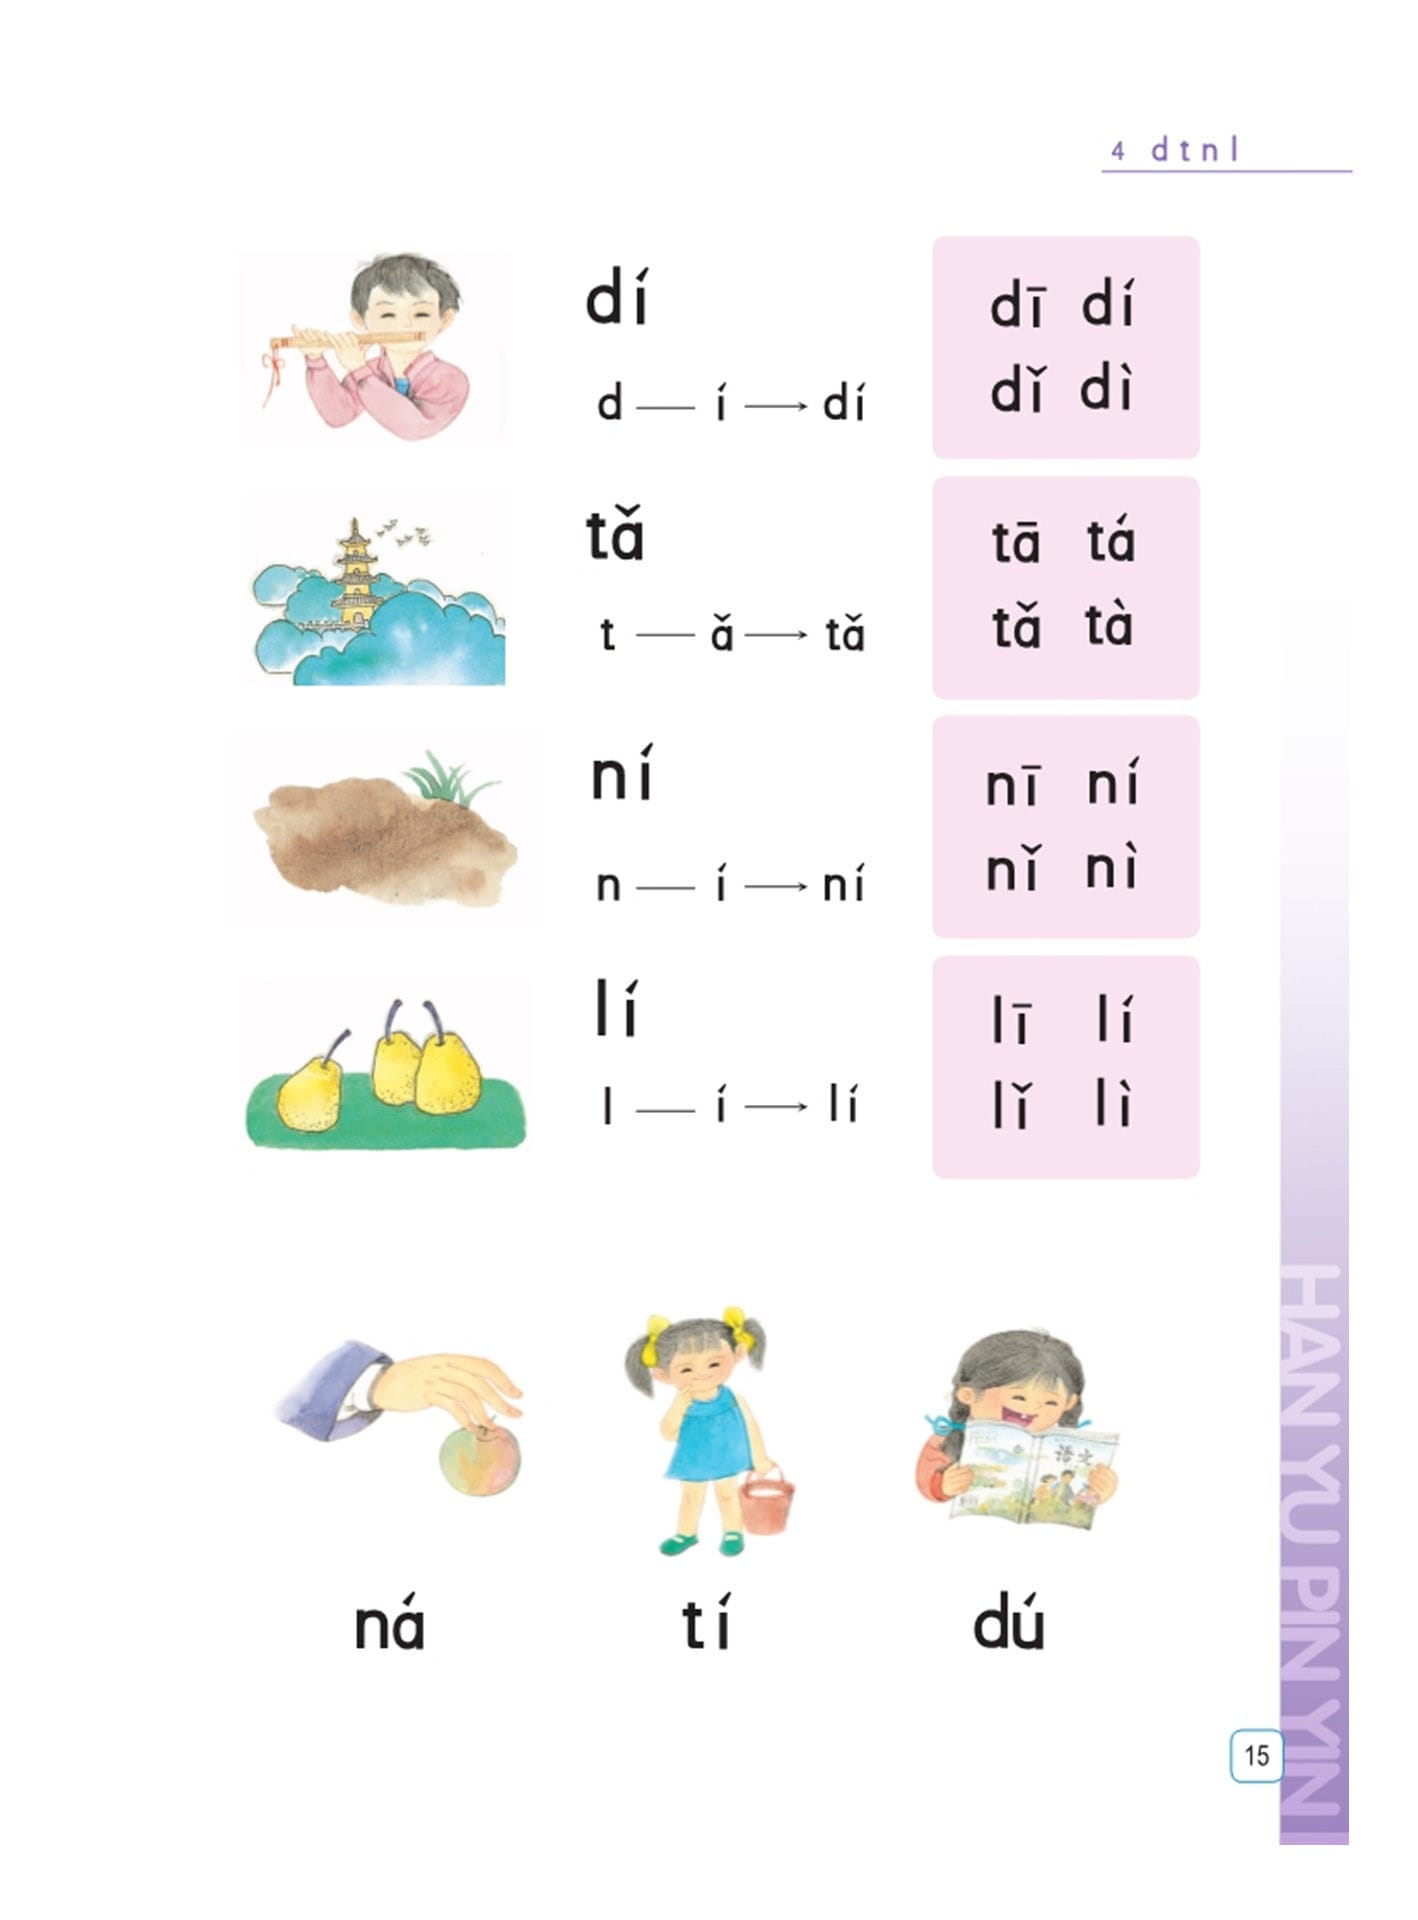 4 d t n l
dí
d — í → dí
dī dí
dǐ dì
tǎ
t — ǎ → tǎ
tā tá
tǎ tà
ní
n — í → ní
nī ní
nǐ nì
lí
l — í → lí
lī lí
lǐ lì
语文
ná tí dú
HAN YU PIN YIN
15